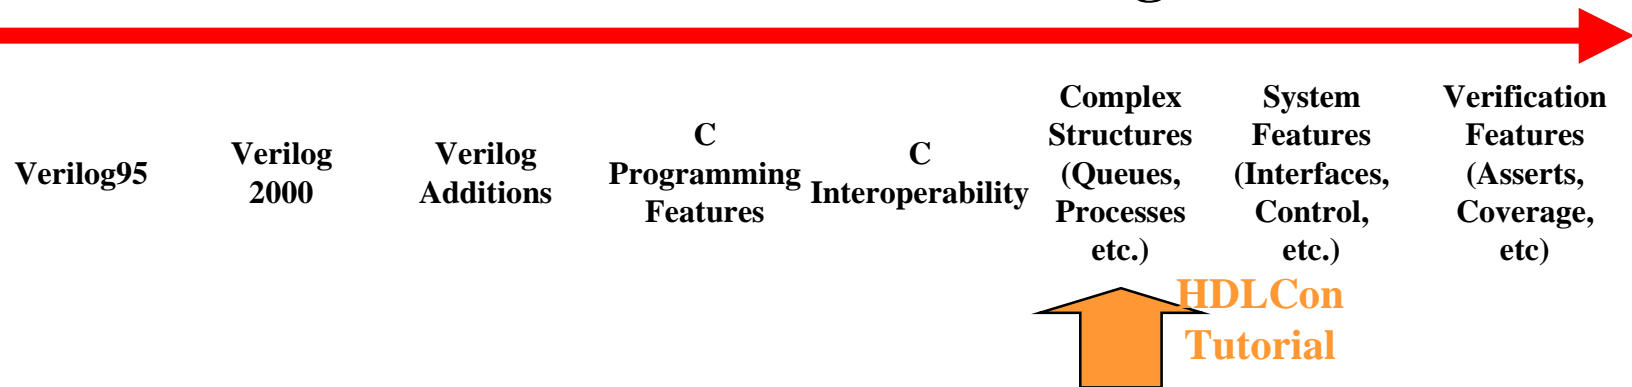 Verilog95
Verilog
2000
Verilog
Additions
C
Programming
Features
C
Interoperability
Complex
Structures
(Queues,
Processes
etc.)
System
Features
(Interfaces,
Control,
etc.)
Verification
Features
(Asserts,
Coverage,
etc)
HDLCon
Tutorial